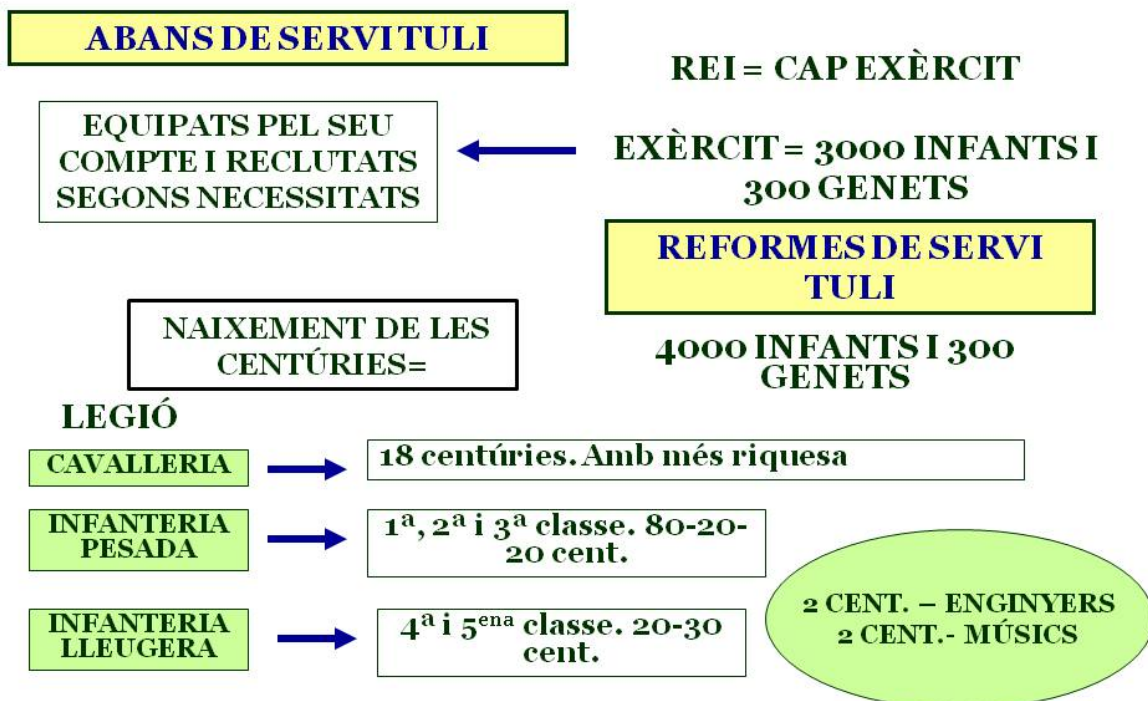 ABANS DE SERVI TULI
REI = CAP EXÈRCIT
EQUIPATS PEL SEU
COMPTE I RECLUTATS
SEGONS NECESSITATS
EXÈRCIT = 3000 INFANTS I
300 GENETS
REFORMES DE SERVI
TULI
NAIXEMENT DE LES
CENTÚRIES=
4000 INFANTS I 300
GENETS
LEGIÓ
CAVALLERIA
18 centúries. Amb més riquesa
INFANTERIA
PESADA
1ª, 2ª i 3ª classe. 80-20-
20 cent.
INFANTERIA
LLEUGERA
4ª i 5ᵉⁿᵃ classe. 20-30
cent.
2 CENT. – ENGINYERS
2 CENT.- MÚSICS